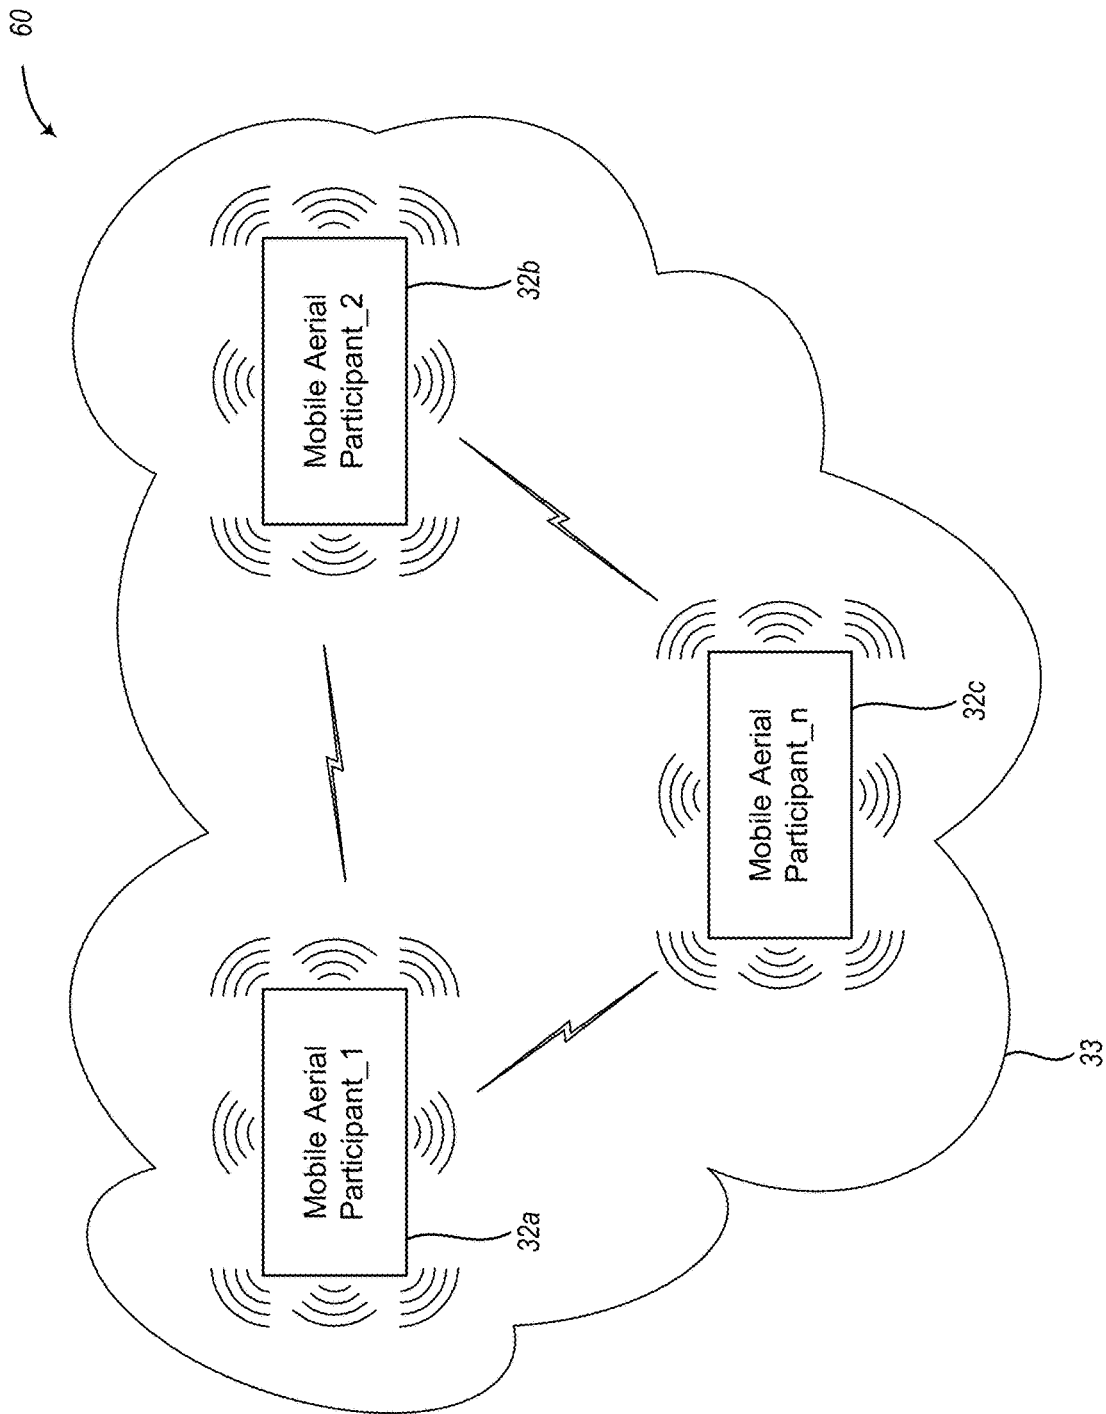 60
Mobile Aerial
Participant_1
32a
Mobile Aerial
Participant_2
32b
Mobile Aerial
Participant_n
32c
33